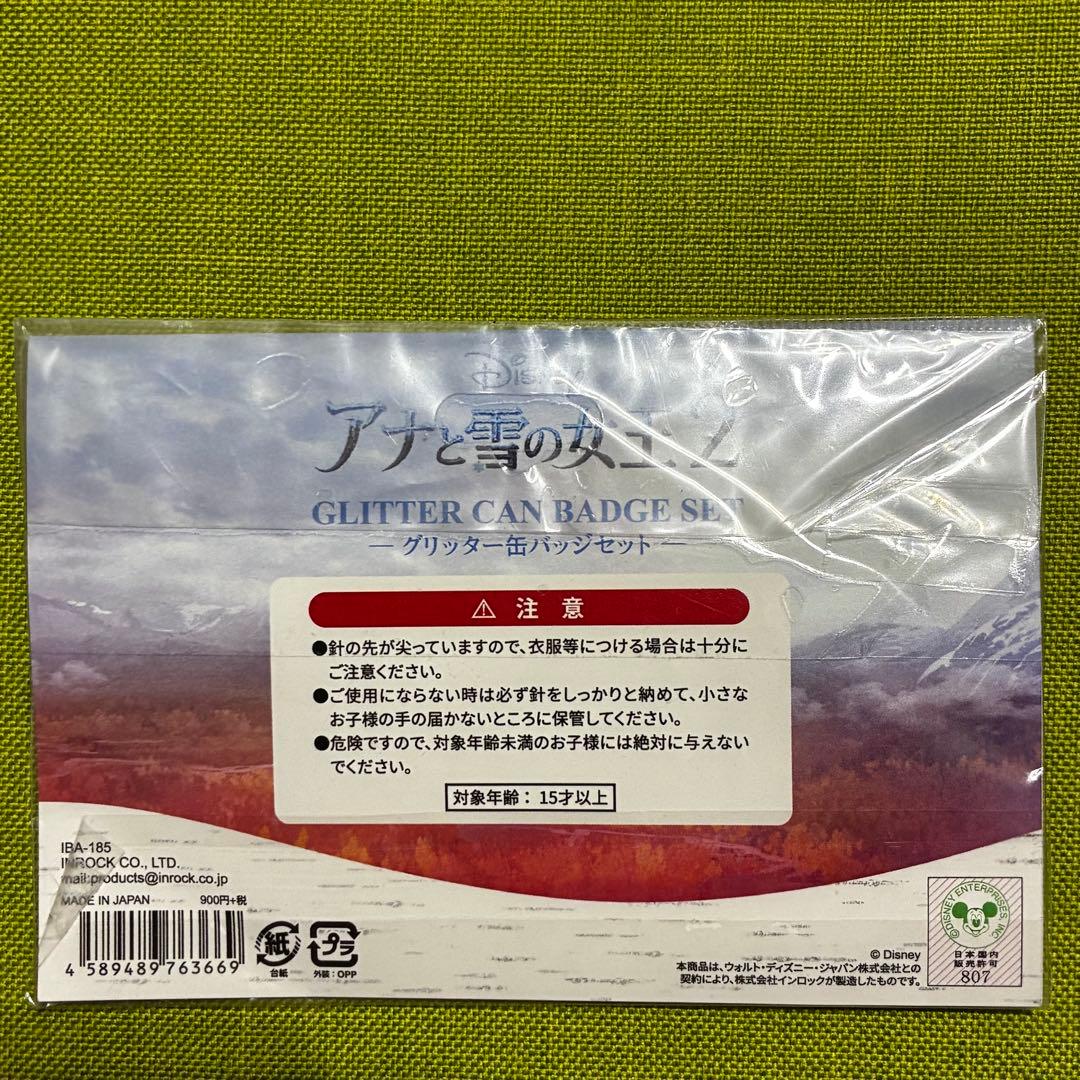 Disney
アナと雪の女王2
GLITTER CAN BADGE SET
— グリッター缶バッジセット —
⚠ 注意
●針の先が尖っていますので、衣服等につける場合は十分に
ご注意ください。
●ご使用にならない時は必ず針をしっかりと納めて、小さな
お子様の手の届かないところに保管してください。
●危険ですので、対象年齢未満のお子様には絶対に与えない
でください。
対象年齢：15才以上
IBA-185
INROCK CO., LTD.
mail:products@inrock.co.jp
MADE IN JAPAN 900円+税
4 589489 763669
紙
台紙
プラ
外装：OPP
© Disney
本商品は、ウォルト・ディズニー・ジャパン株式会社との
契約により、株式会社インロックが製造したものです。
©DISNEY ENTERPRISES, INC.
日本国内
販売許可
807